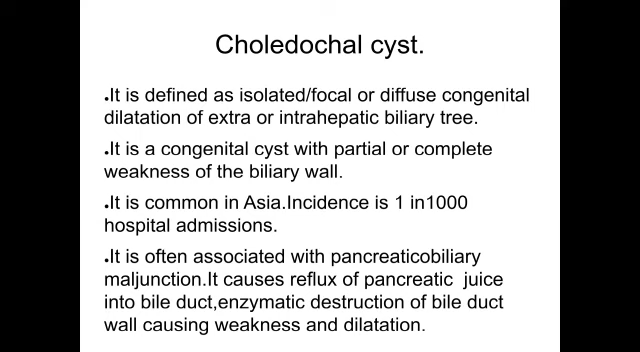 Choledochal cyst.
•It is defined as isolated/focal or diffuse congenital
dilatation of extra or intrahepatic biliary tree.
•It is a congenital cyst with partial or complete
weakness of the biliary wall.
•It is common in Asia.Incidence is 1 in1000
hospital admissions.
•It is often associated with pancreaticobiliary
maljunction.It causes reflux of pancreatic  juice
into bile duct,enzymatic destruction of bile duct
wall causing weakness and dilatation.